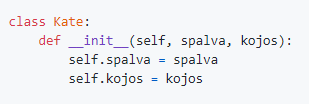 class Kate:
    def __init__(self, spalva, kojos):
        self.spalva = spalva
        self.kojos = kojos